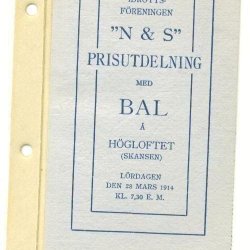 IDROTTS-
FÖRENINGEN
"N & S"
PRISUTDELNING
MED
BAL
Å
HÖGLOFTET
(SKANSEN)
LÖRDAGEN
DEN 28 MARS 1914
KL. 7,30 E. M.